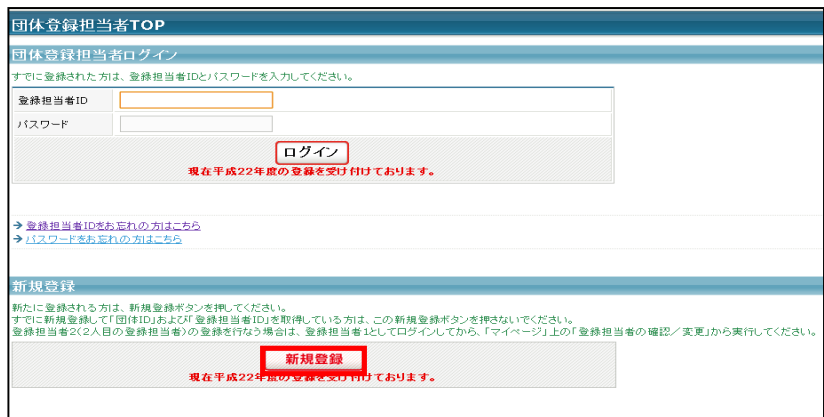 団体登録担当者TOP
団体登録担当者ログイン
すでに登録された方は、登録担当者IDとパスワードを入力してください。
登録担当者ID
パスワード
ログイン
現在平成22年度の登録を受け付けております。
→ 登録担当者IDをお忘れの方はこちら
→ パスワードをお忘れの方はこちら
新規登録
新たに登録される方は、新規登録ボタンを押してください。
すでに新規登録して「団体ID」および「登録担当者ID」を取得している方は、この新規登録ボタンを押さないでください。
登録担当者2(2人目の登録担当者)の登録を行なう場合は、登録担当者1としてログインしてから、「マイページ」上の「登録担当者の確認／変更」から実行してください。
新規登録
現在平成22年度の登録を受け付けております。